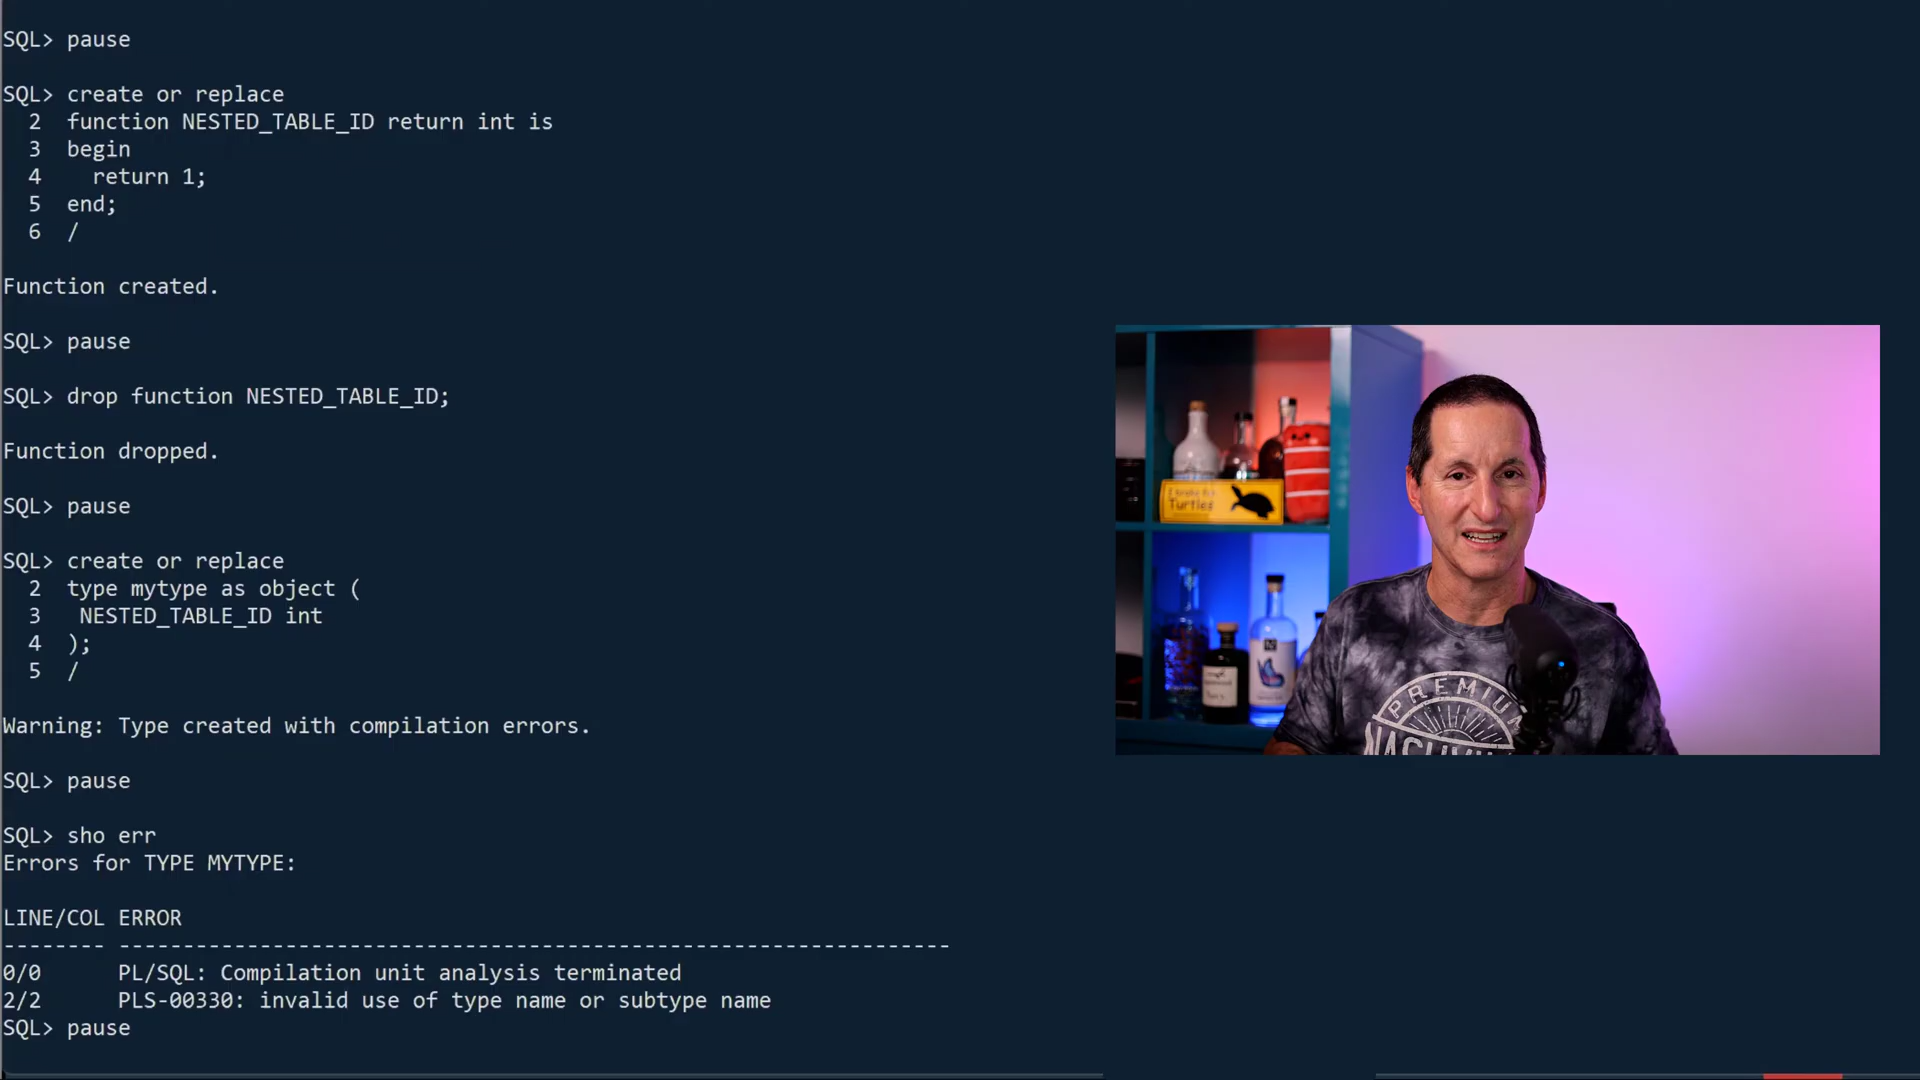 SQL> pause
SQL> create or replace
2 function NESTED_TABLE_ID return int is
3 begin
4 return 1;
5 end;
6 /
Function created.
SQL> pause
SQL> drop function NESTED_TABLE_ID;
Function dropped.
SQL> pause
SQL> create or replace
2 type mytype as object (
3 NESTED_TABLE_ID int
4 );
5 /
Warning: Type created with compilation errors.
SQL> pause
SQL> sho err
Errors for TYPE MYTYPE:
LINE/COL ERROR
-------- -----------------------------------------------------------------
0/0 PL/SQL: Compilation unit analysis terminated
2/2 PLS-00330: invalid use of type name or subtype name
SQL> pause
Turtles
PREMIUM